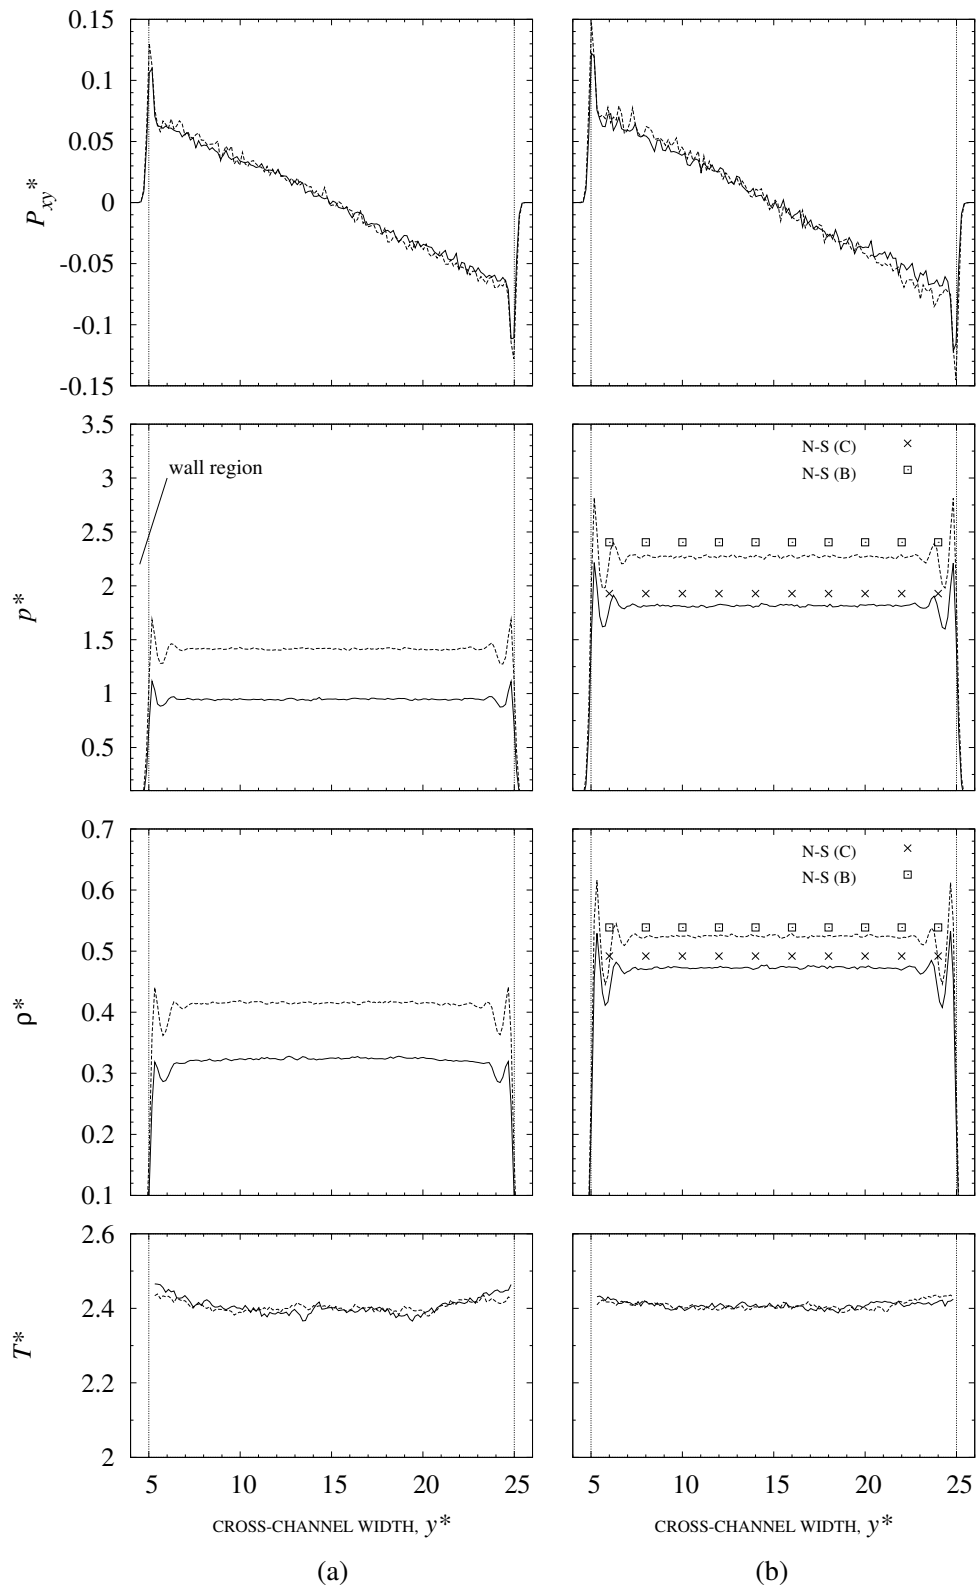 0.15
0.1
0.05
0
-0.05
-0.1
-0.15
Pxy*
3.5
3
2.5
2
1.5
1
0.5
p*
wall region
N-S (C)
N-S (B)
0.7
0.6
0.5
0.4
0.3
0.2
0.1
ρ*
N-S (C)
N-S (B)
2.6
2.4
2.2
2
T*
5 10 15 20 25
5 10 15 20 25
CROSS-CHANNEL WIDTH, y*
CROSS-CHANNEL WIDTH, y*
(a)
(b)